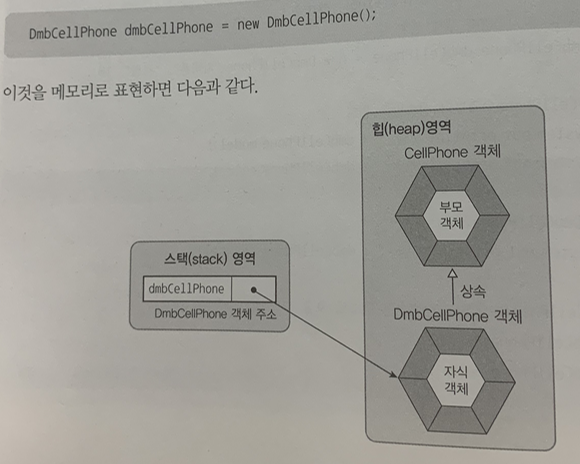 DmbCellPhone dmbCellPhone = new DmbCellPhone();
이것을 메모리로 표현하면 다음과 같다.
힙(heap)영역
CellPhone 객체
부모
객체
스택(stack) 영역
dmbCellPhone
DmbCellPhone 객체 주소
상속
DmbCellPhone 객체
자식
객체